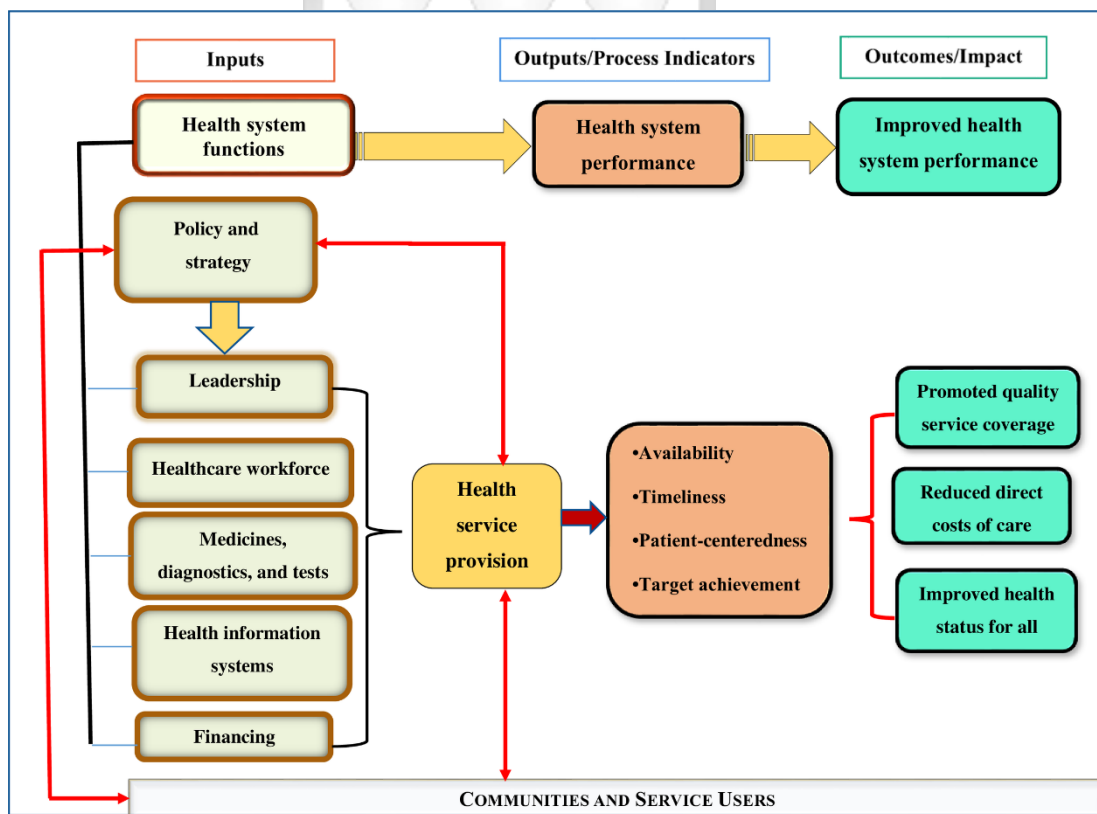 Inputs
Outputs/Process Indicators
Outcomes/Impact
Health system
functions
Health system
performance
Improved health
system performance
Policy and
strategy
Leadership
Healthcare workforce
Medicines,
diagnostics, and tests
Health information
systems
Financing
Health
service
provision
•Availability
•Timeliness
•Patient-centeredness
•Target achievement
Promoted quality
service coverage
Reduced direct
costs of care
Improved health
status for all
COMMUNITIES AND SERVICE USERS